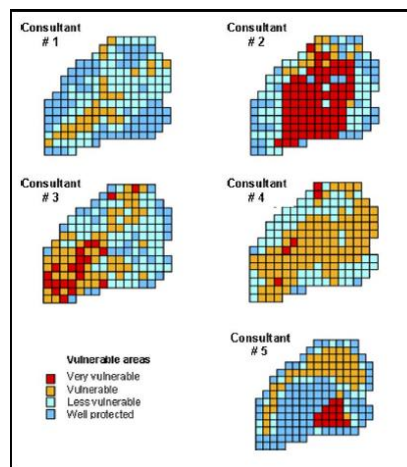 Consultant
# 1
Consultant
# 2
Consultant
# 3
Consultant
# 4
Consultant
# 5
Vulnerable areas
Very vulnerable
Vulnerable
Less vulnerable
Well protected